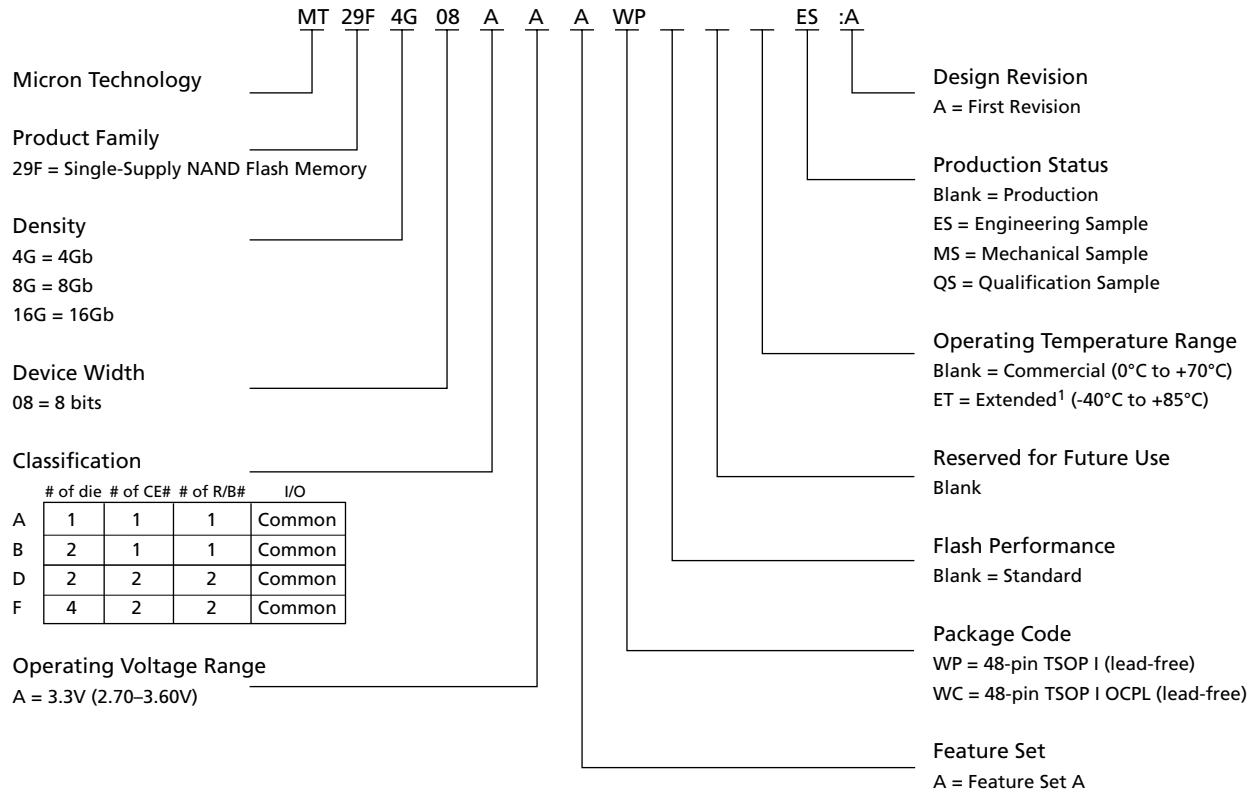 MT 29F 4G 08 A A A WP ES :A
Micron Technology
Product Family
29F = Single-Supply NAND Flash Memory
Density
4G = 4Gb
8G = 8Gb
16G = 16Gb
Device Width
08 = 8 bits
Classification
# of die # of CE# # of R/B# I/O
A 1 1 1 Common
B 2 1 1 Common
D 2 2 2 Common
F 4 2 2 Common
Operating Voltage Range
A = 3.3V (2.70–3.60V)
Design Revision
A = First Revision
Production Status
Blank = Production
ES = Engineering Sample
MS = Mechanical Sample
QS = Qualification Sample
Operating Temperature Range
Blank = Commercial (0°C to +70°C)
ET = Extended¹ (-40°C to +85°C)
Reserved for Future Use
Blank
Flash Performance
Blank = Standard
Package Code
WP = 48-pin TSOP I (lead-free)
WC = 48-pin TSOP I OCPL (lead-free)
Feature Set
A = Feature Set A